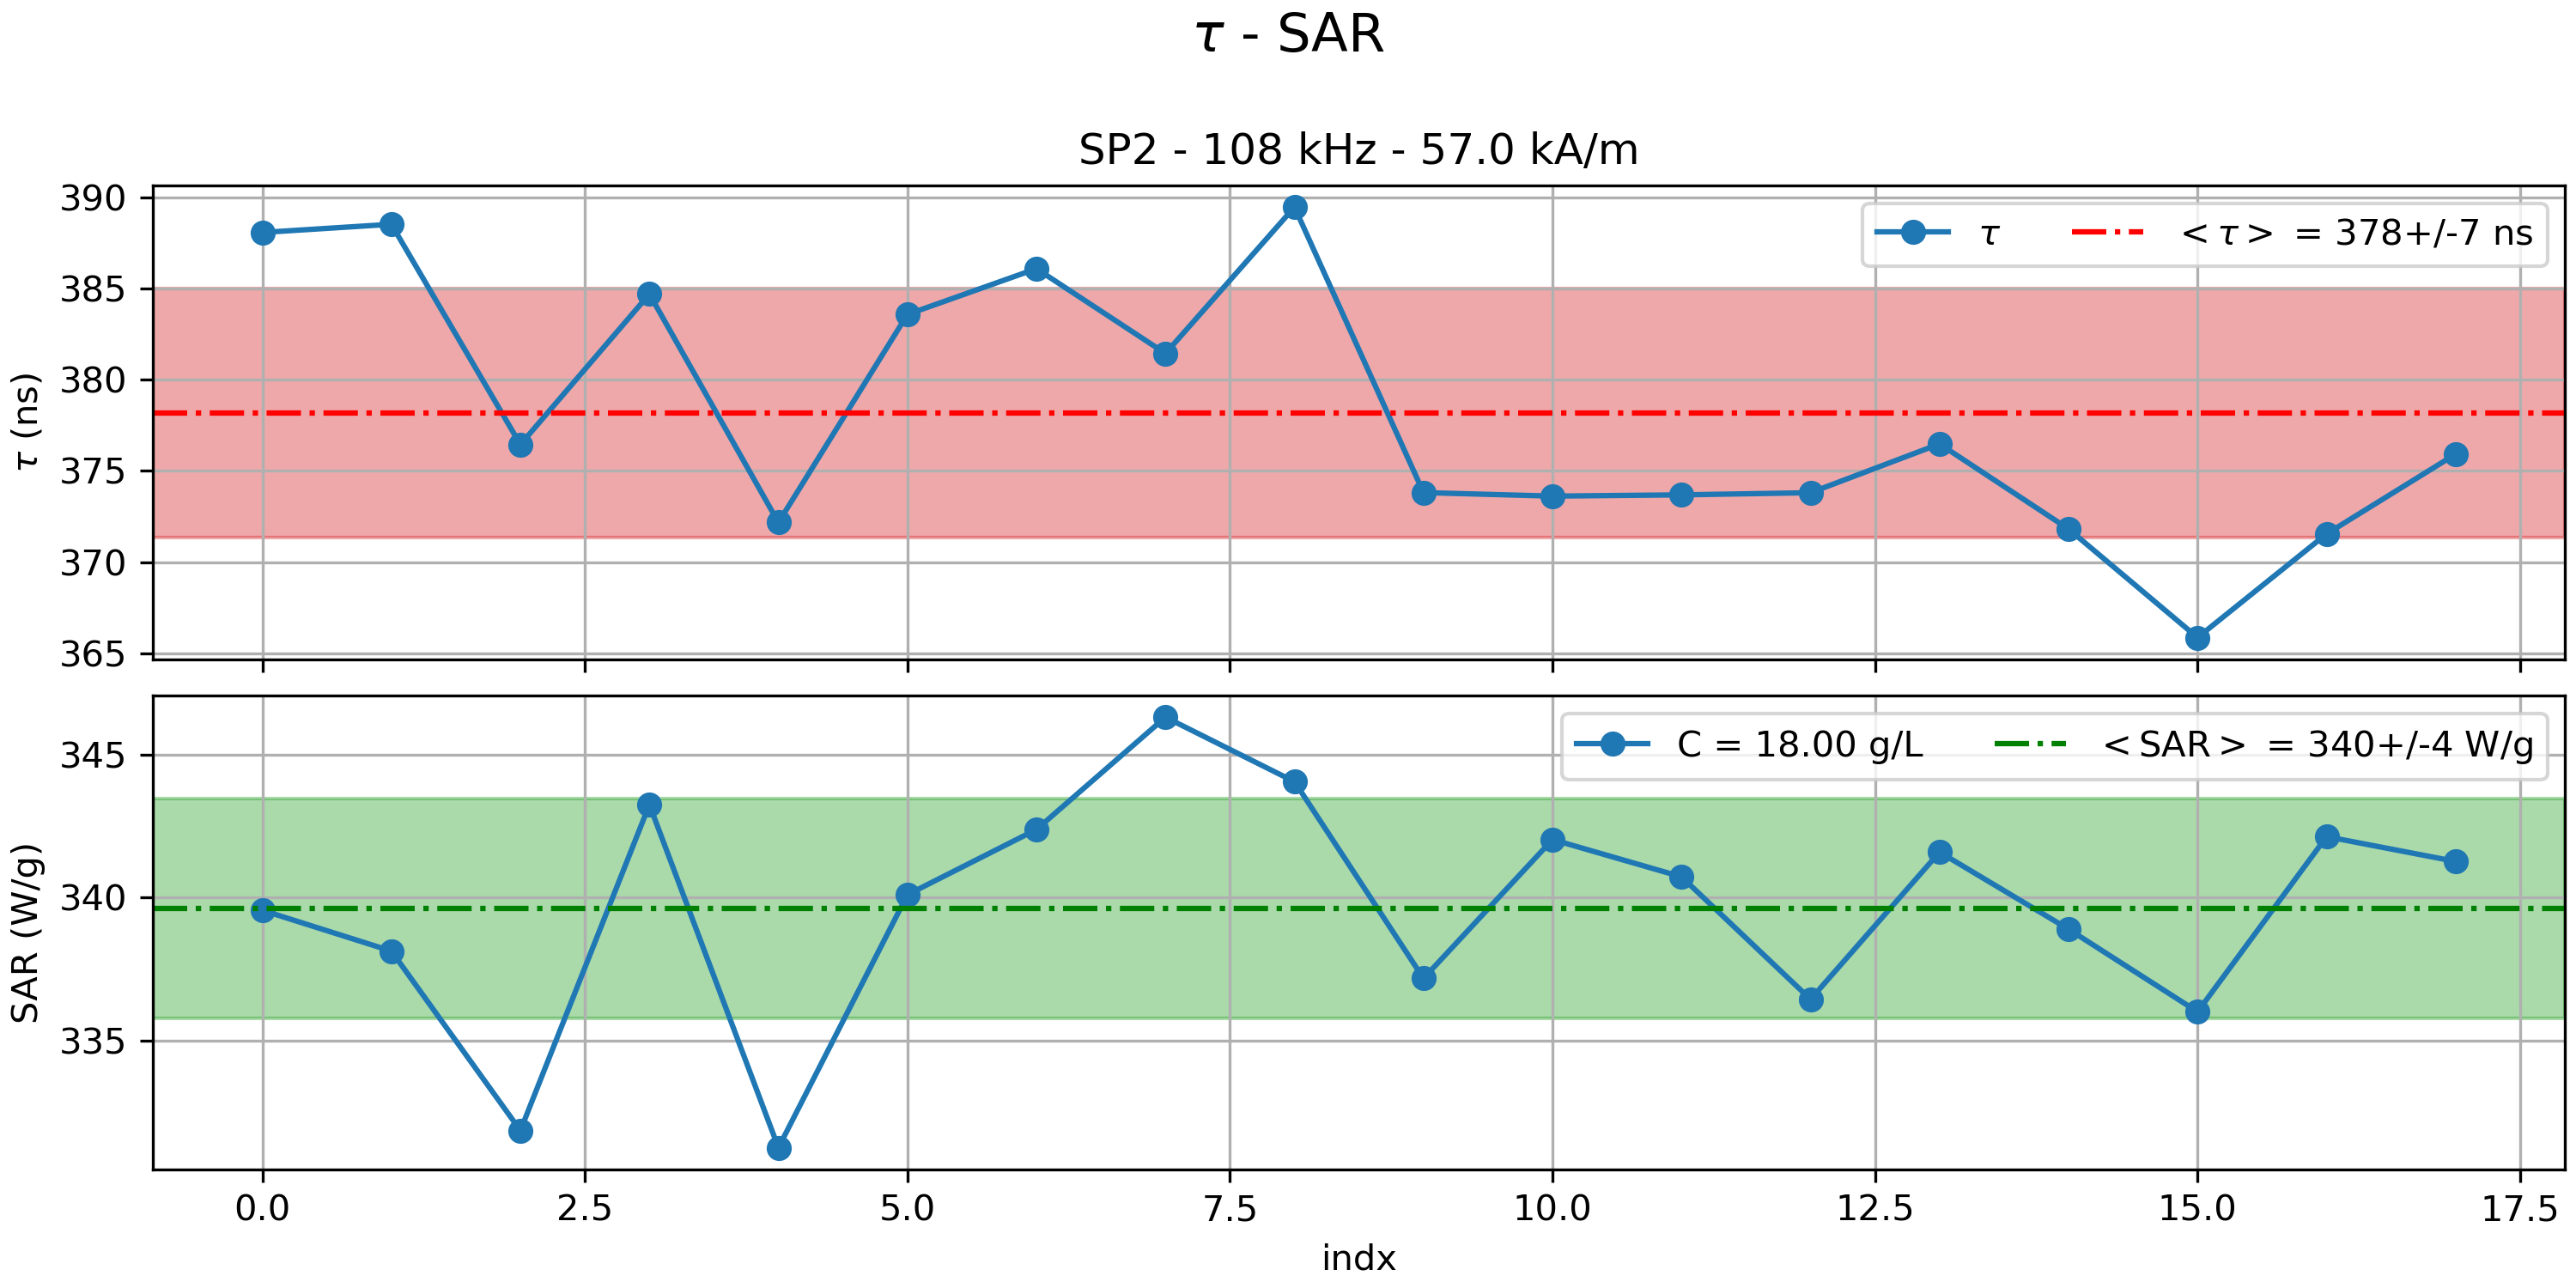 τ - SAR
SP2 - 108 kHz - 57.0 kA/m
390
385
380
375
370
365
τ (ns)
τ
<τ> = 378+/-7 ns
345
340
335
SAR (W/g)
C = 18.00 g/L
<SAR> = 340+/-4 W/g
0.0 2.5 5.0 7.5 10.0 12.5 15.0 17.5
indx